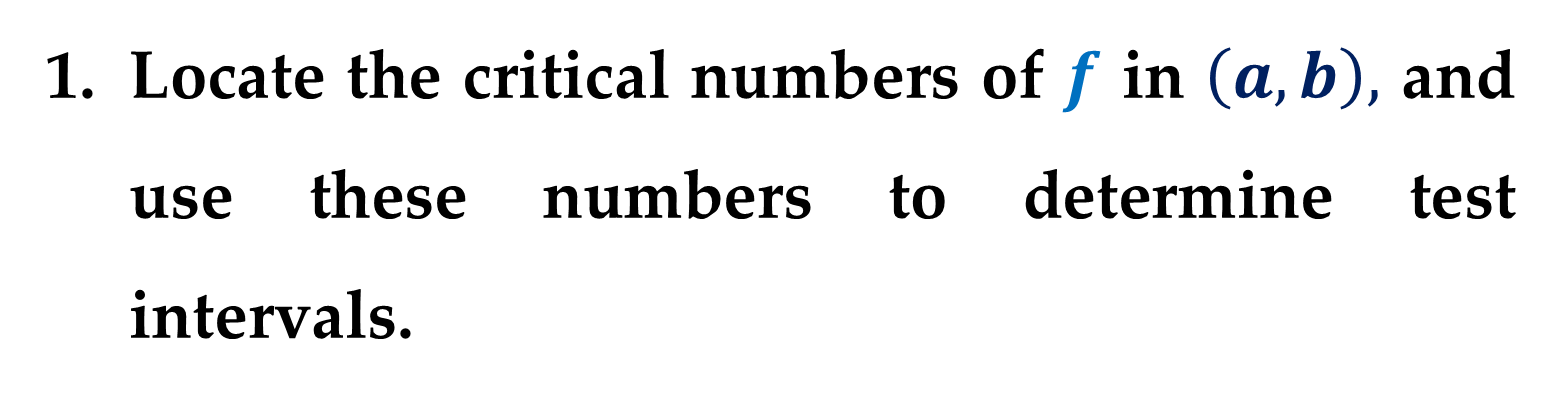 1. Locate the critical numbers of f in (a, b), and
use these numbers to determine test
intervals.